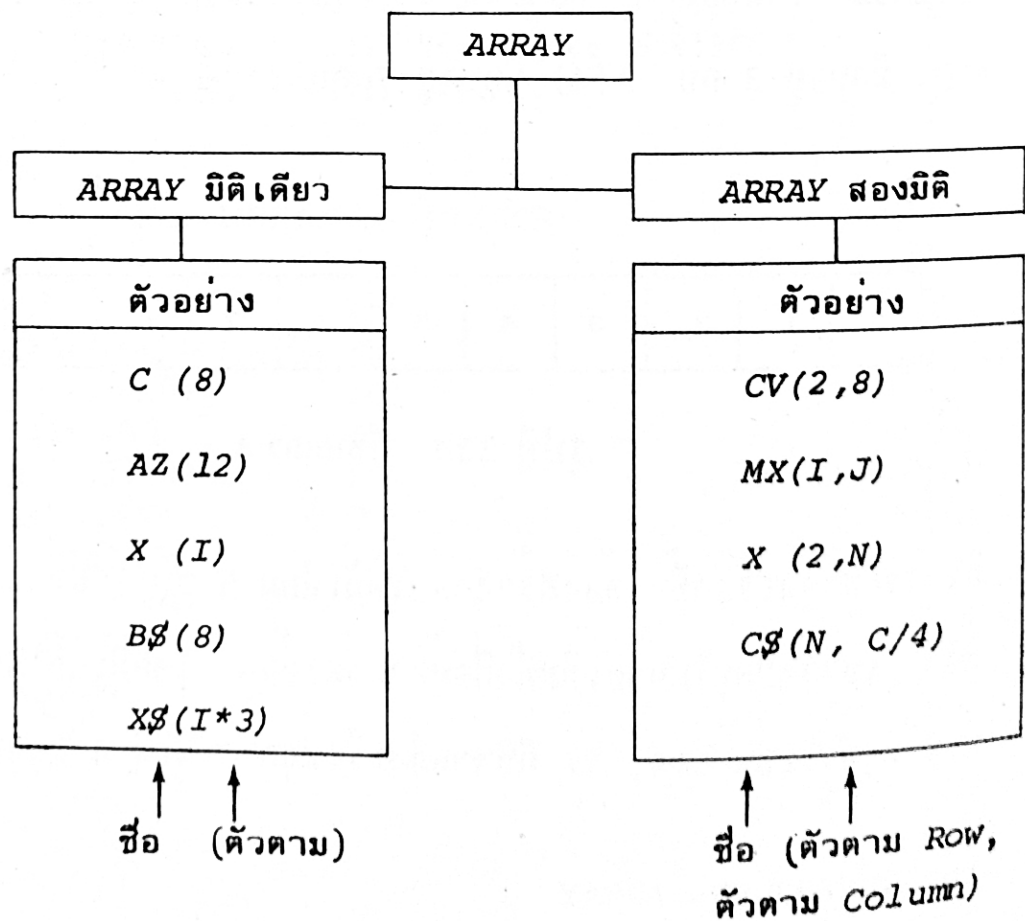 ARRAY
ARRAY มิติเดียว
ตัวอย่าง
C (8)
AZ(12)
X (I)
B$(8)
X$(I*3)
ชื่อ (ตัวตาม)
ARRAY สองมิติ
ตัวอย่าง
CV(2,8)
MX(I,J)
X (2,N)
C$(N, C/4)
ชื่อ (ตัวตาม Row,
ตัวตาม Column)